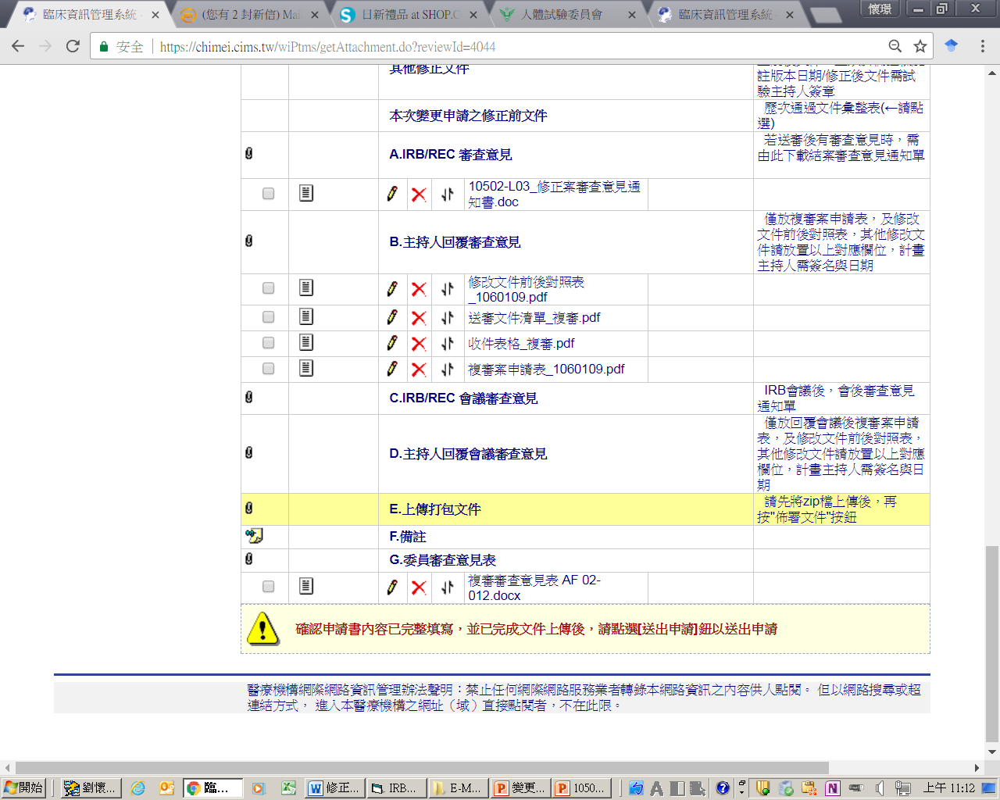 臨床資訊管理系統
(您有 2 封新信) Mai
日新禮品 at SHOP.C
人體試驗委員會
臨床資訊管理系統
懷環
安全
https://chimei.cims.tw/wiPtms/getAttachment.do?reviewId=4044
其他修正文件
註版本日期/修正後文件需試
驗主持人簽章
本次變更申請之修正前文件
歷次通過文件彙整表(←請點
選)
A.IRB/REC 審查意見
若送審後有審查意見時，需
由此下載結案審查意見通知單
10502-L03_修正案審查意見通
知書.doc
B.主持人回覆審查意見
僅放複審案申請表，及修改
文件前後對照表，其他修改文
件請放置以上對應欄位，計畫
主持人需簽名與日期
修改文件前後對照表
_1060109.pdf
送審文件清單_複審.pdf
收件表格_複審.pdf
複審案申請表_1060109.pdf
C.IRB/REC 會議審查意見
IRB會議後，會後審查意見
通知單
D.主持人回覆會議審查意見
僅放回覆會議後複審案申請
表，及修改文件前後對照表，
其他修改文件請放置以上對應
欄位，計畫主持人需簽名與日
期
E.上傳打包文件
請先將zip檔上傳後，再
按"佈署文件"按鈕
F.備註
G.委員審查意見表
複審審查意見表 AF 02-
012.docx
確認申請書內容已完整填寫，並已完成文件上傳後，請點選[送出申請]鈕以送出申請
醫療機構網際網路資訊管理辦法聲明：禁止任何網際網路服務業者轉錄本網路資訊之內容供人點閱。 但以網路搜尋或超
連結方式， 進入本醫療機構之網址（域）直接點閱者，不在此限。
開始
劉懷...
臨...
修正...
IRB...
E-M...
變更...
1050...
上午 11:12